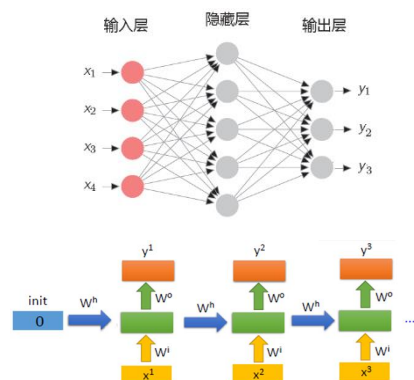 输入层 隐藏层 输出层
x₁
x₂
x₃
x₄
y₁
y₂
y₃
y¹ y² y³
Wᵒ Wᵒ Wᵒ
init Wʰ Wʰ Wʰ
0 ...
Wⁱ Wⁱ Wⁱ
x¹ x² x³